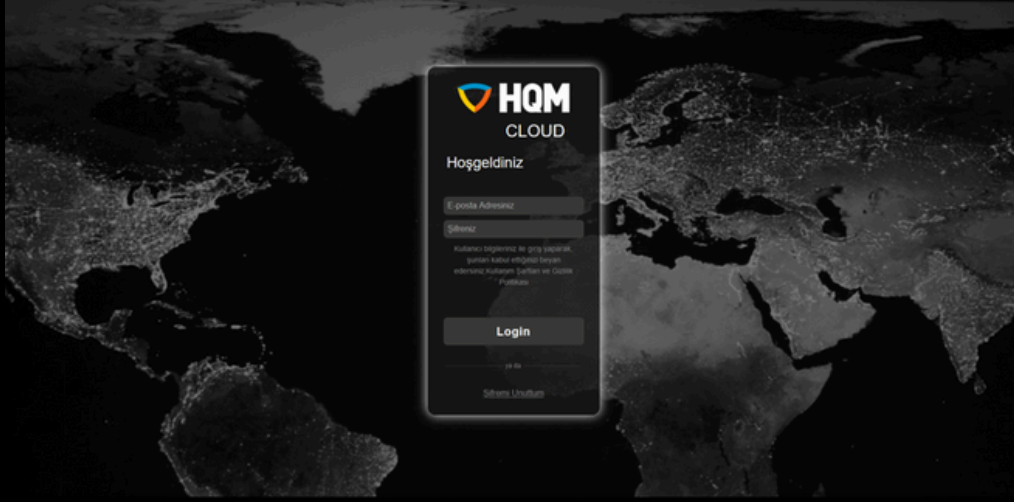 HQM
CLOUD
Hoşgeldiniz
E-posta Adresiniz
Şifreniz
Kullanıcı bilgileriniz ile giriş yaparak,
şunları kabul ettiğinizi beyan
edersiniz Kullanım Şartları ve Gizlilik
Politikası
Login
ya da
Şifremi Unuttum